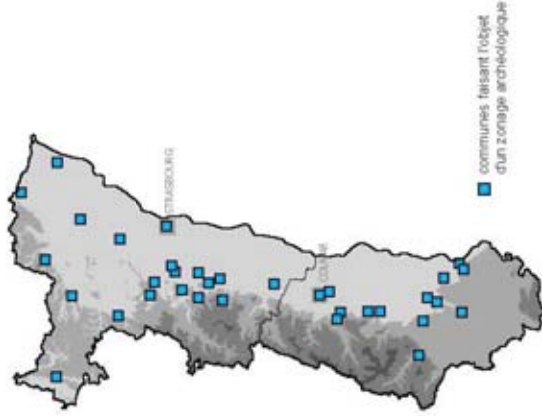 STRASBOURG
COLMAR
communes faisant l'objet
d'un zonage archéologique